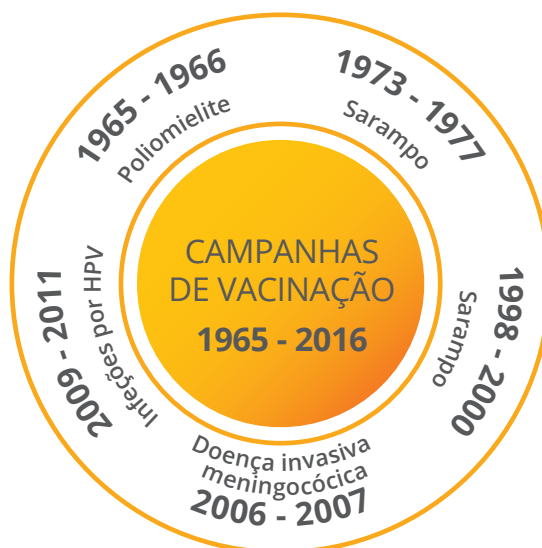 CAMPANHAS
DE VACINAÇÃO
1965 - 2016
1965 - 1966
Poliomielite
1973 - 1977
Sarampo
1998 - 2000
Sarampo
Doença invasiva
meningocócica
2006 - 2007
2009 - 2011
Infeções por HPV